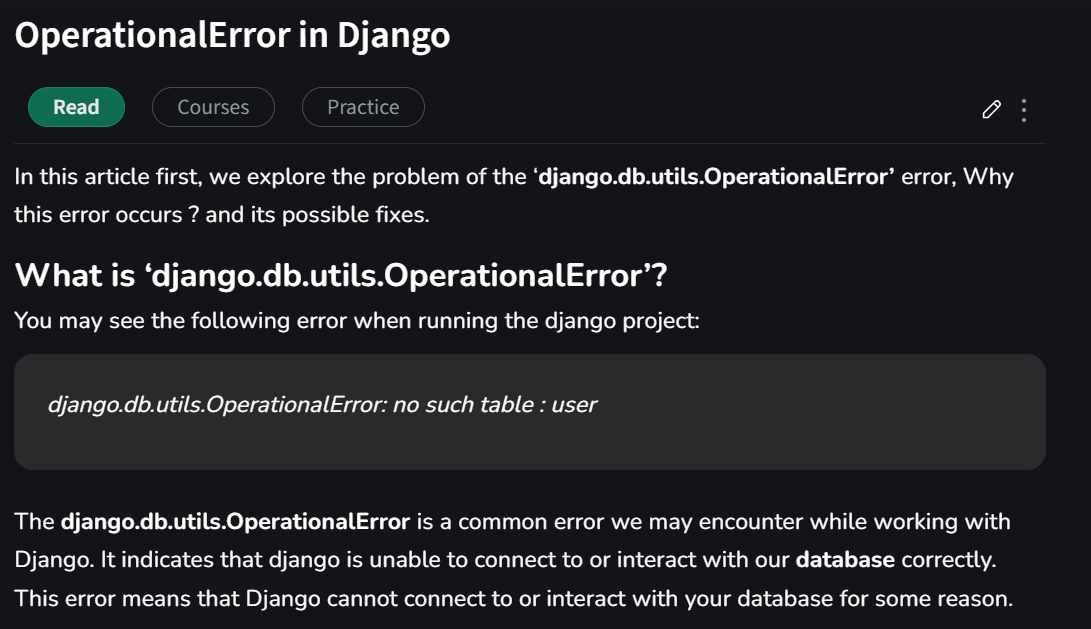 OperationalError in Django
Read
Courses
Practice
In this article first, we explore the problem of the ‘django.db.utils.OperationalError’ error, Why
this error occurs ? and its possible fixes.
What is ‘django.db.utils.OperationalError’?
You may see the following error when running the django project:
django.db.utils.OperationalError: no such table : user
The django.db.utils.OperationalError is a common error we may encounter while working with
Django. It indicates that django is unable to connect to or interact with our database correctly.
This error means that Django cannot connect to or interact with your database for some reason.